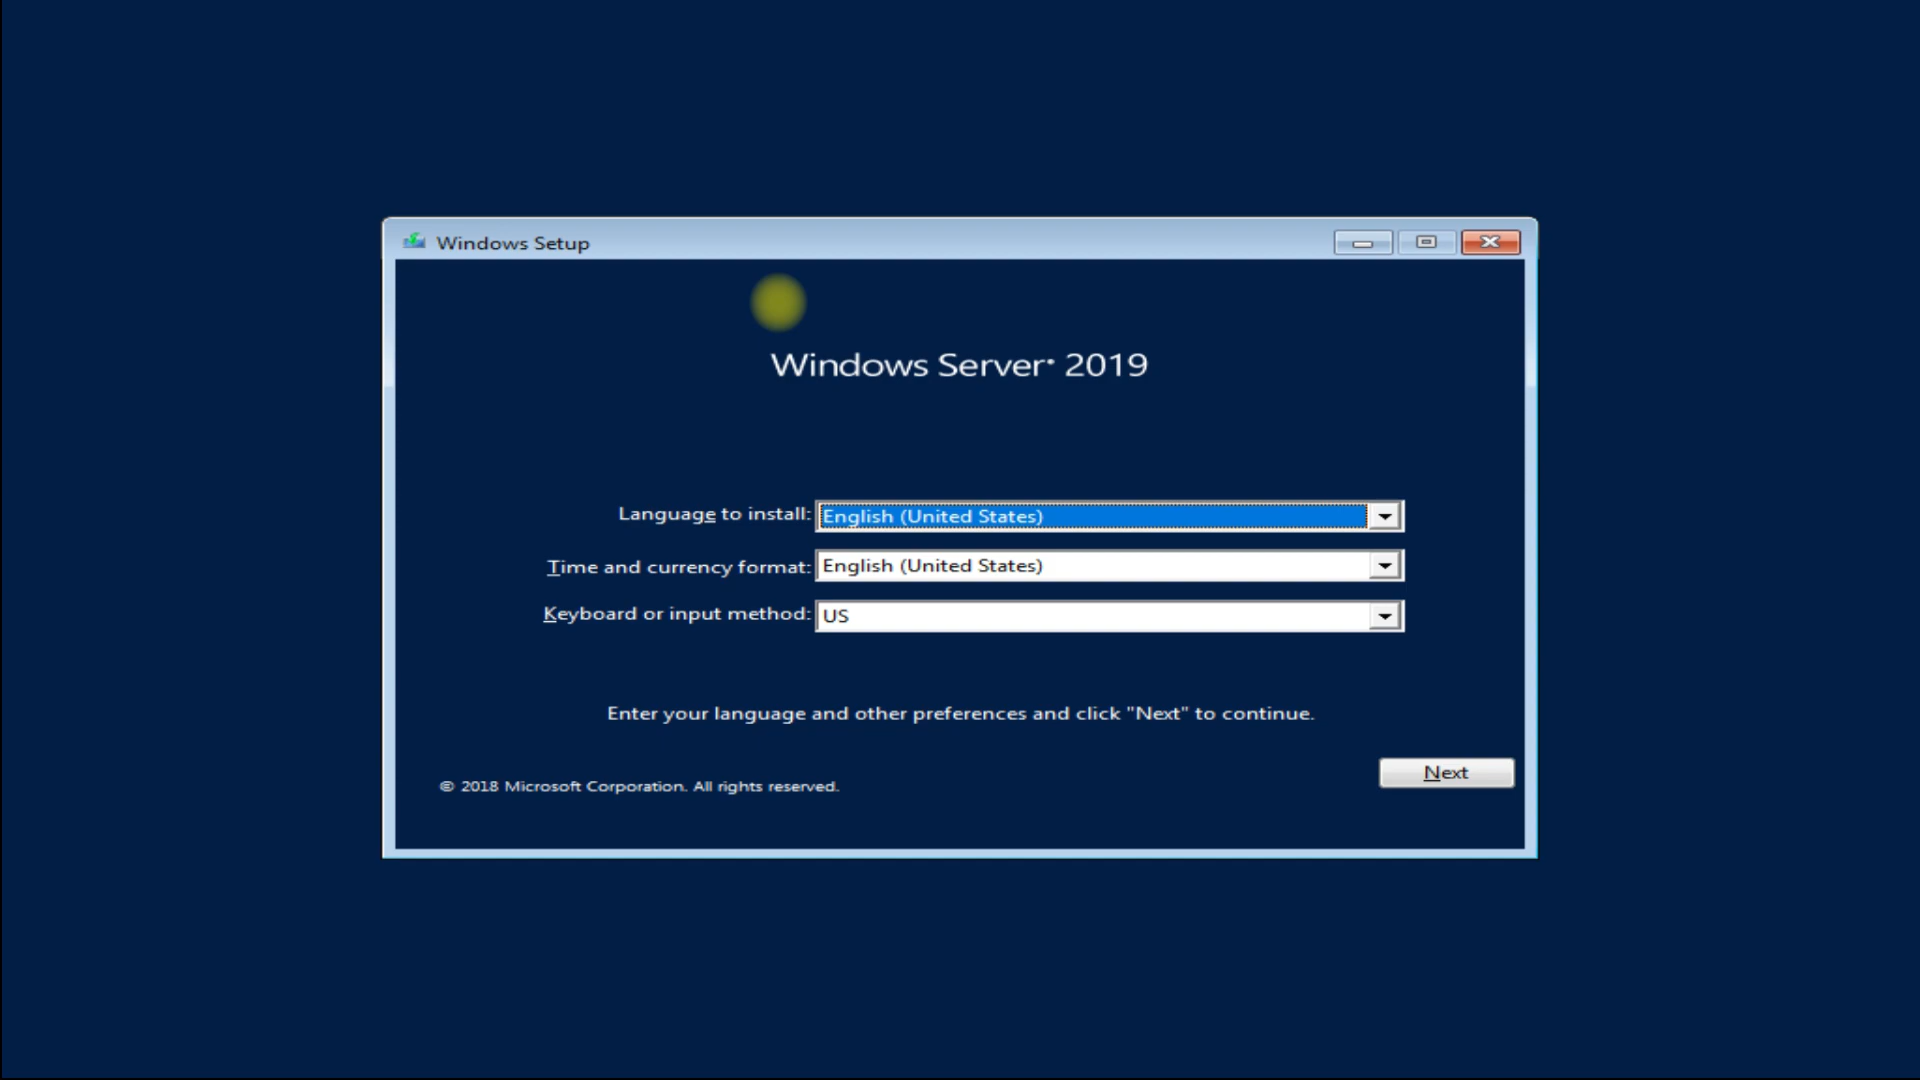 Windows Setup
Windows Server® 2019
Language to install: English (United States)
Time and currency format: English (United States)
Keyboard or input method: US
Enter your language and other preferences and click "Next" to continue.
Next
© 2018 Microsoft Corporation. All rights reserved.